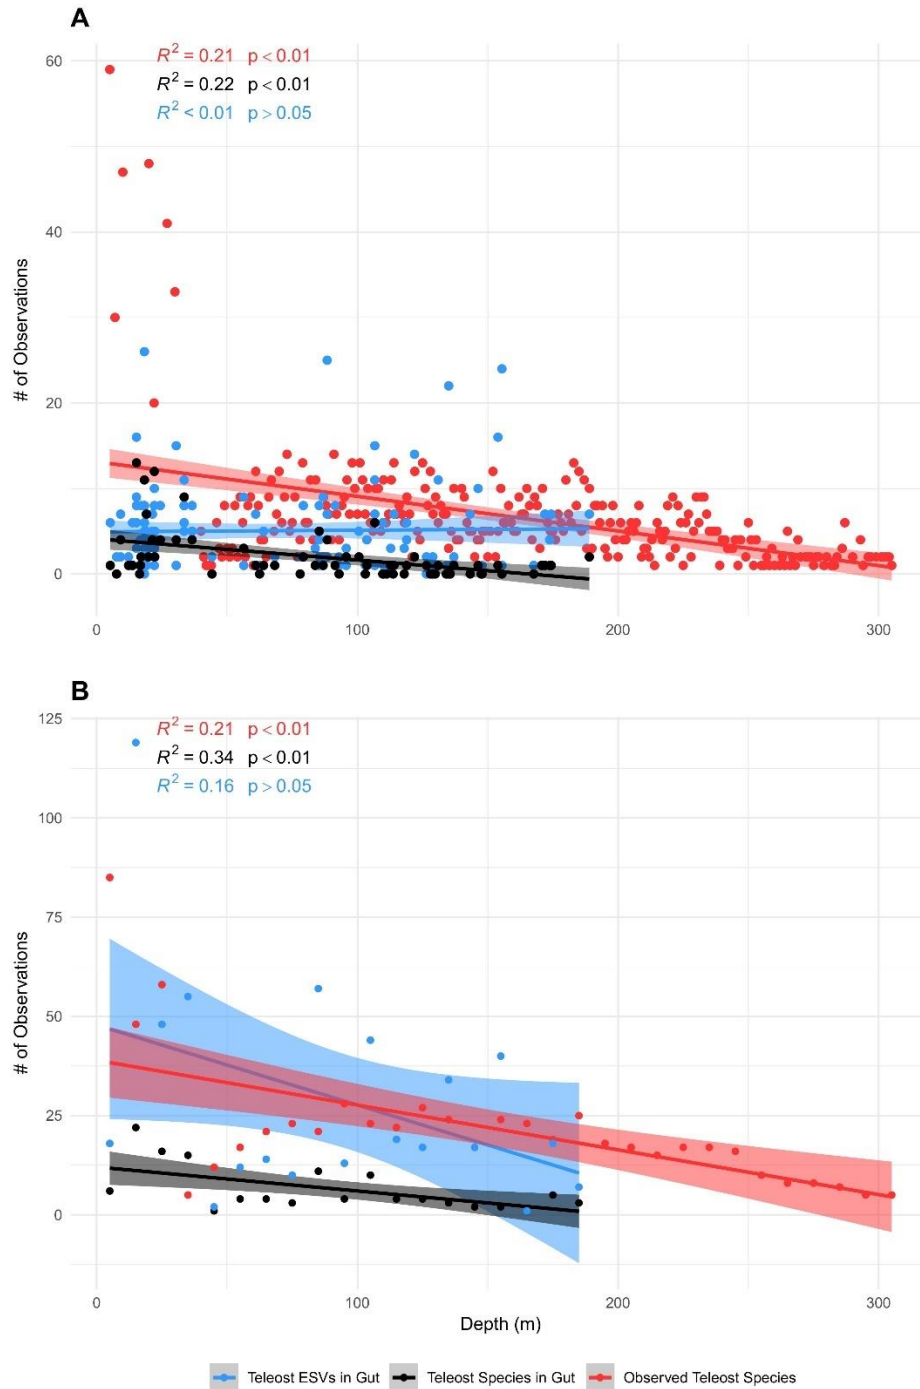 A
R² = 0.21 p < 0.01
R² = 0.22 p < 0.01
R² < 0.01 p > 0.05
60
40
20
0
# of Observations
0 100 200 300
B
R² = 0.21 p < 0.01
R² = 0.34 p < 0.01
R² = 0.16 p > 0.05
125
100
75
50
25
0
# of Observations
0 100 200 300
Depth (m)
Teleost ESVs in Gut Teleost Species in Gut Observed Teleost Species